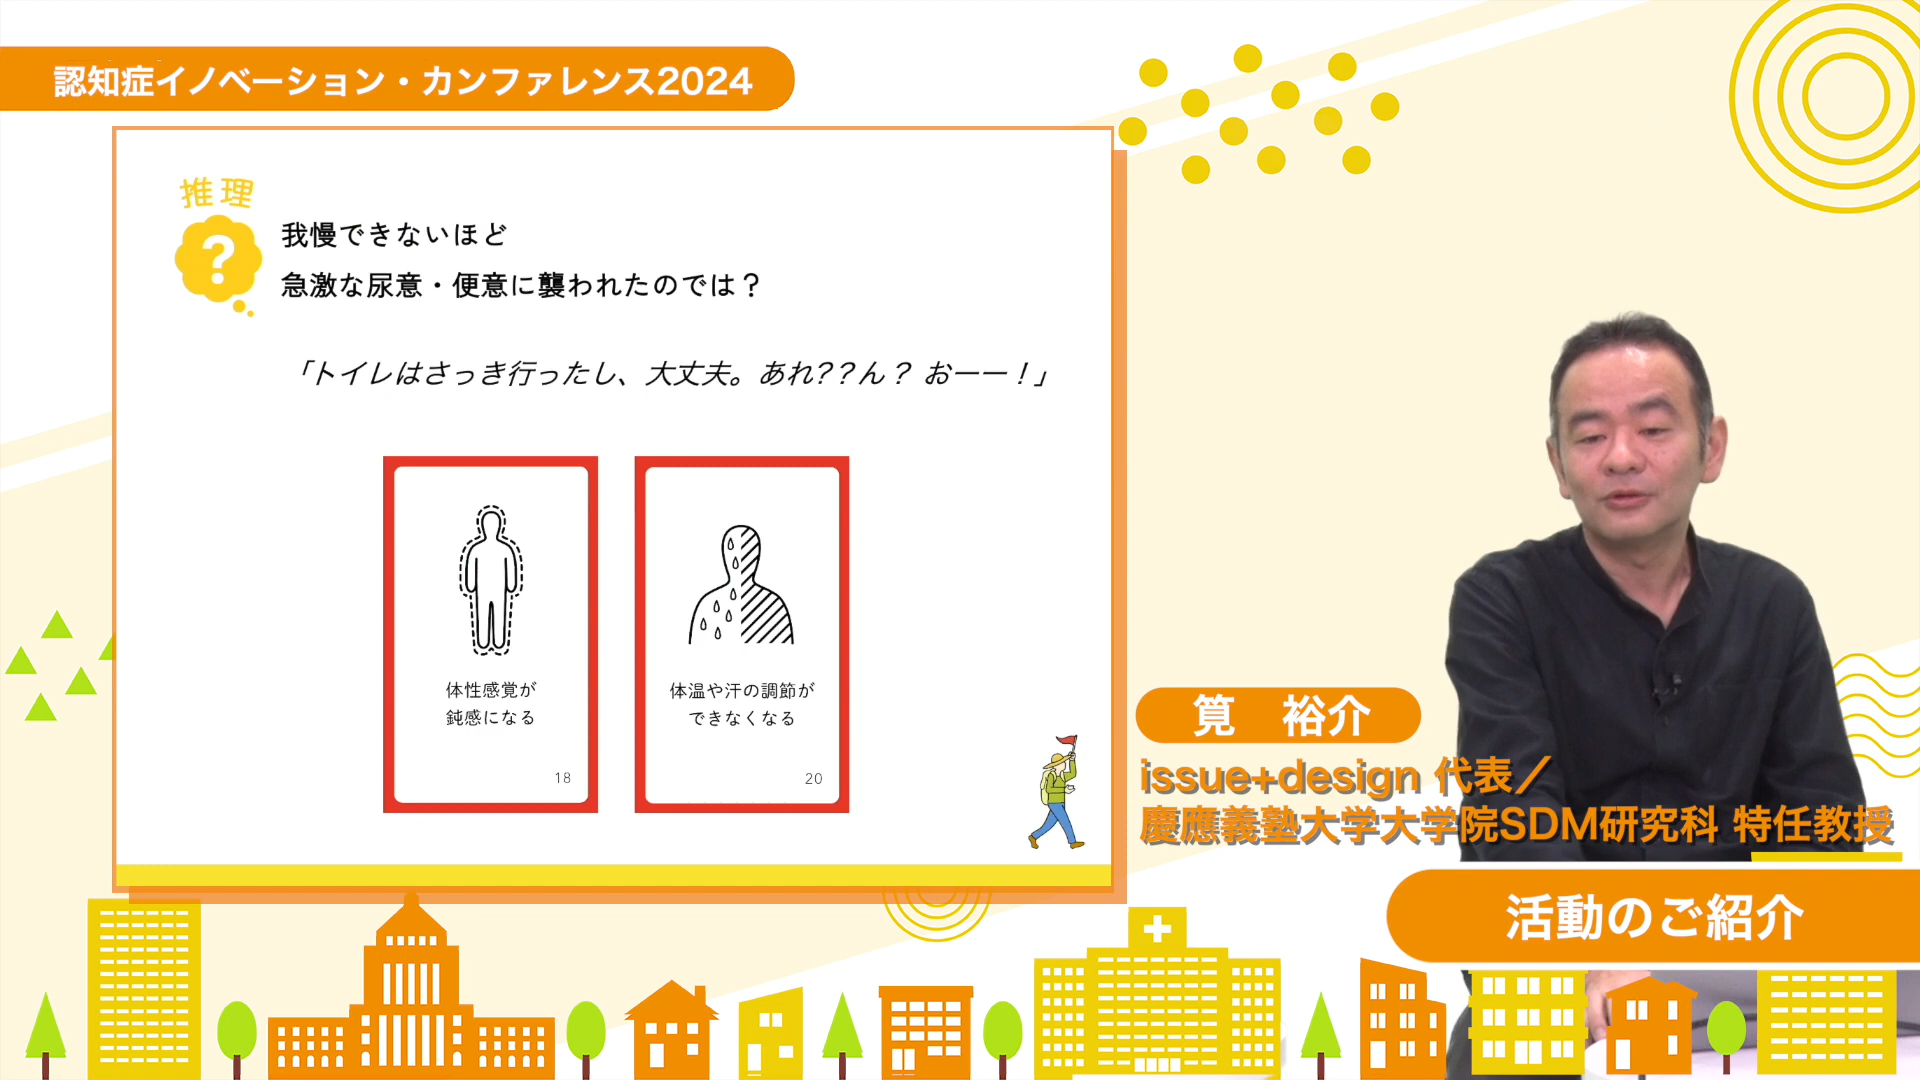 認知症イノベーション・カンファレンス2024
推理
?
我慢できないほど
急激な尿意・便意に襲われたのでは？
「トイレはさっき行ったし、大丈夫。あれ??ん？ おーー！」
体性感覚が
鈍感になる
18
体温や汗の調節が
できなくなる
20
筧　裕介
issue+design 代表／
慶應義塾大学大学院SDM研究科 特任教授
活動のご紹介